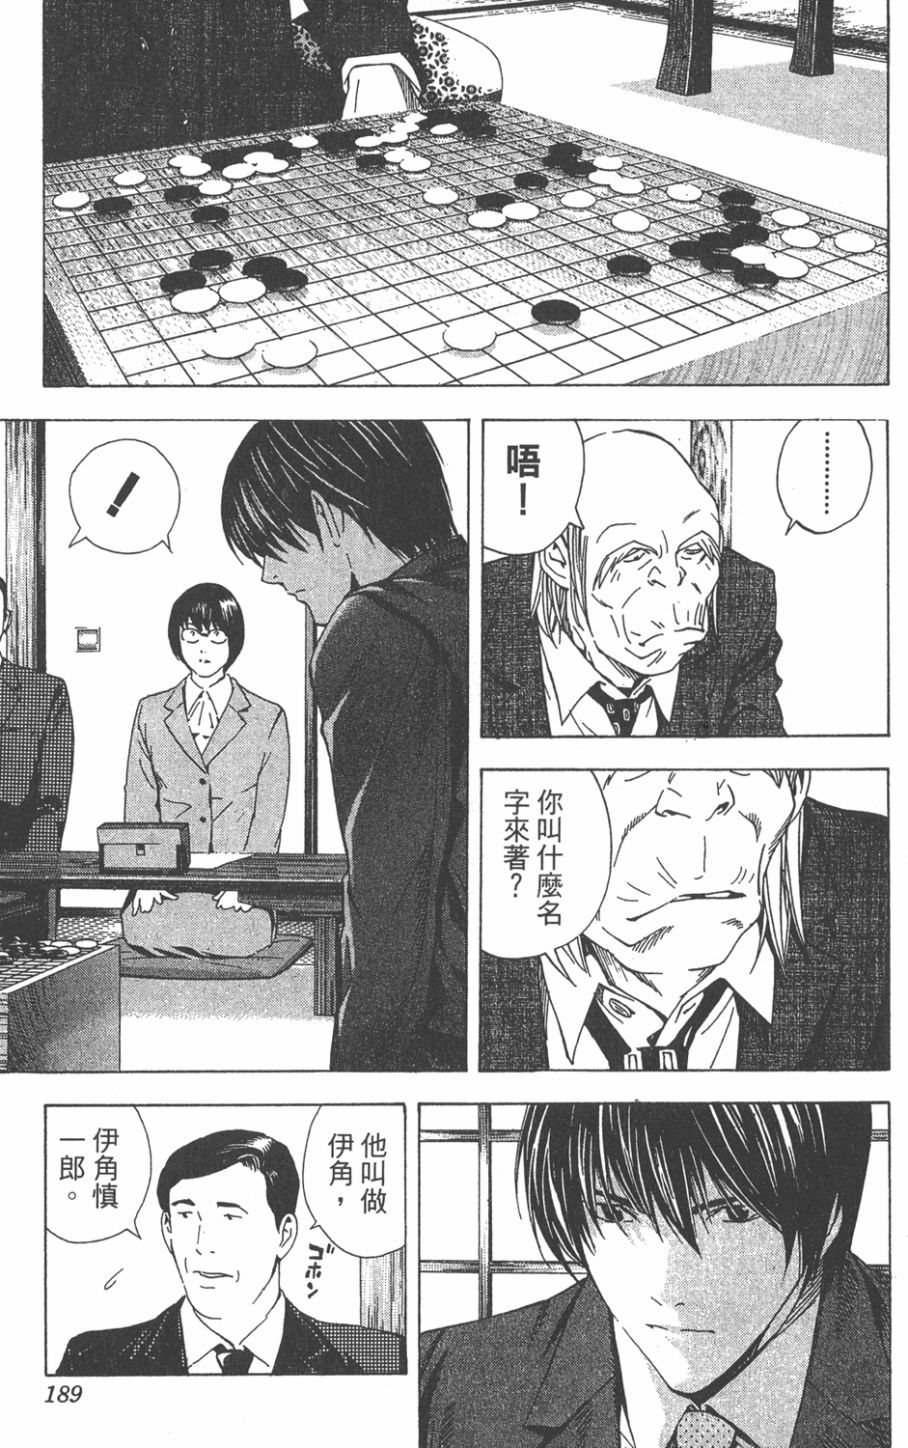 ………
唔！
！
你叫什麼名
字來著？
他叫做
伊角，
ゴホン
伊角慎
一郎。
189